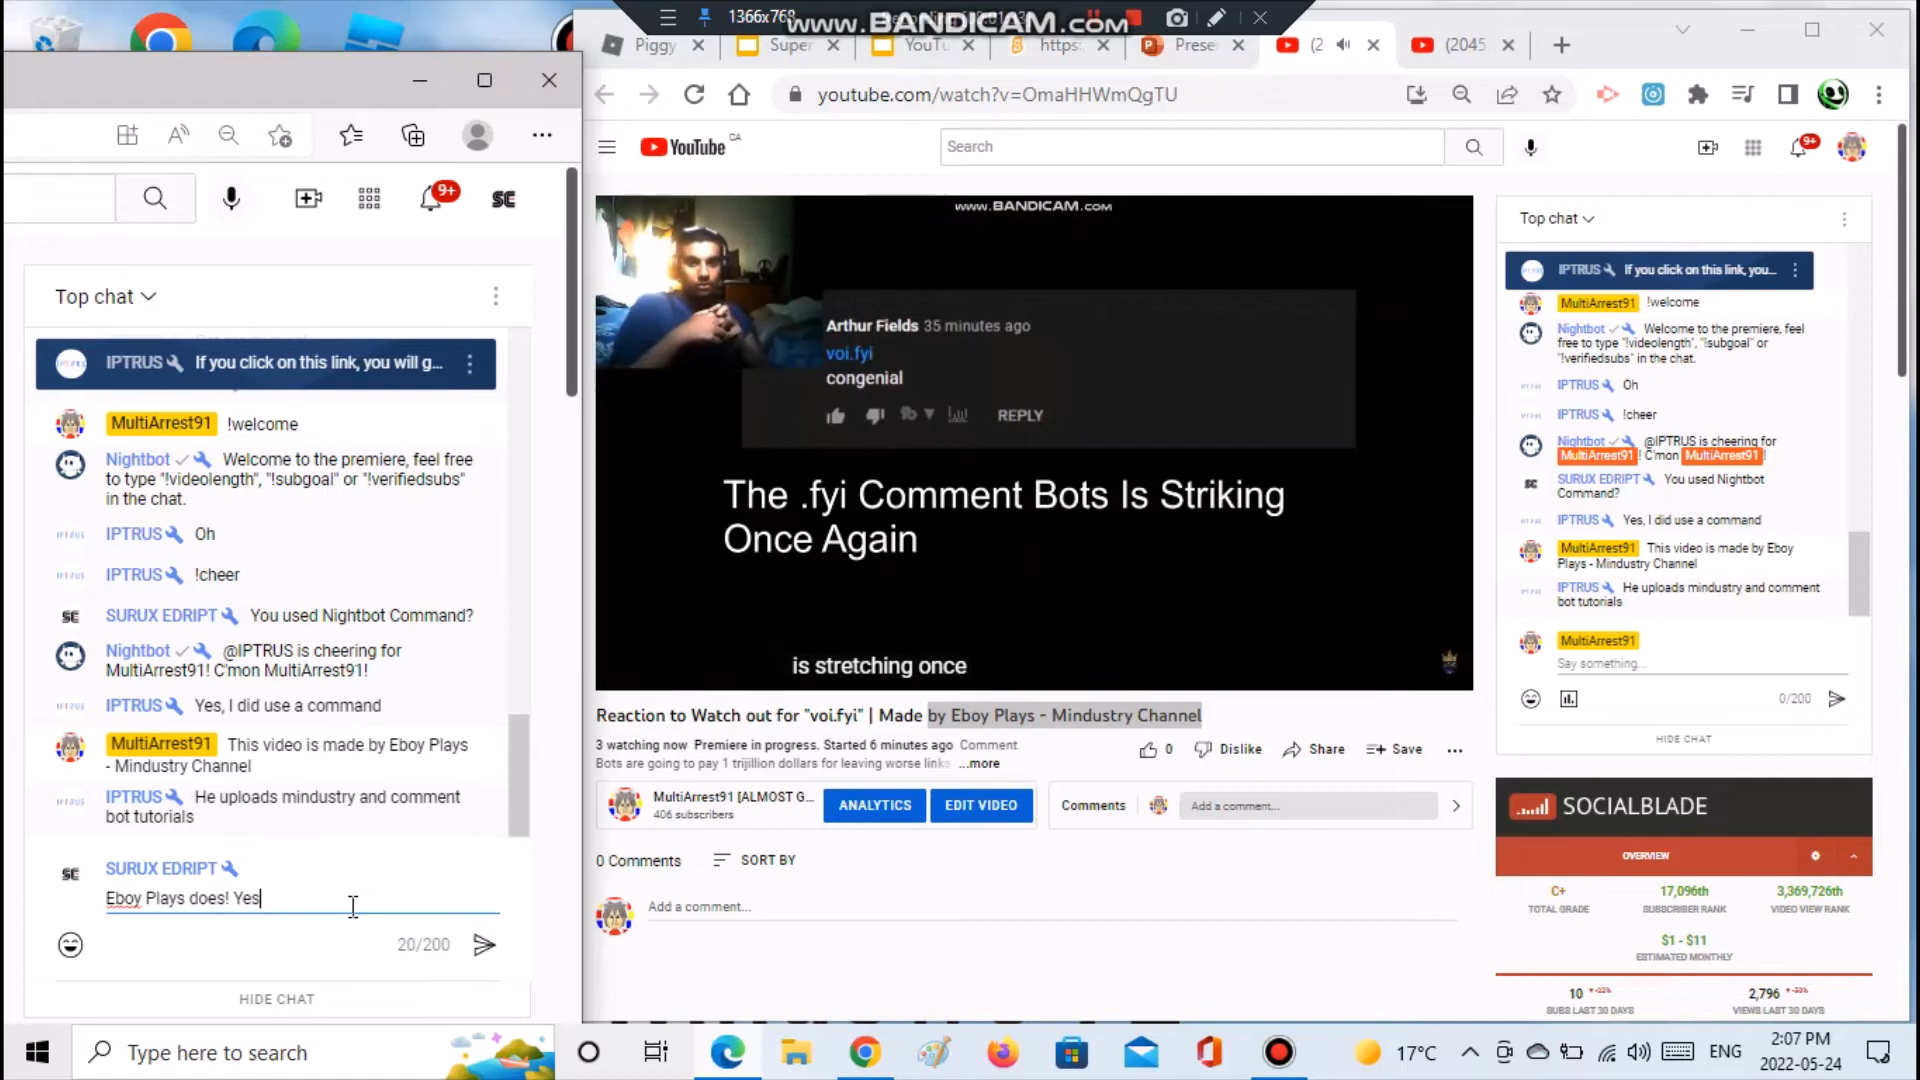 1366x768
www.BANDICAM.com
Piggy
Super
YouTu
https:
Prese
(2
(2045
youtube.com/watch?v=OmaHHWmQgTU
YouTube CA
Search
9+
9+
SE
Top chat
IPTRUS If you click on this link, you will g...
MultiArrest91 !welcome
Nightbot Welcome to the premiere, feel free
to type "!videolength", "!subgoal" or "!verifiedsubs"
in the chat.
IPTRUS Oh
IPTRUS !cheer
SURUX EDRIPT You used Nightbot Command?
Nightbot @IPTRUS is cheering for
MultiArrest91! C'mon MultiArrest91!
IPTRUS Yes, I did use a command
MultiArrest91 This video is made by Eboy Plays
- Mindustry Channel
IPTRUS He uploads mindustry and comment
bot tutorials
SURUX EDRIPT
Eboy Plays does! Yes
20/200
HIDE CHAT
www.BANDICAM.com
Arthur Fields 35 minutes ago
voi.fyi
congenial
REPLY
The .fyi Comment Bots Is Striking
Once Again
is stretching once
Reaction to Watch out for "voi.fyi" | Made by Eboy Plays - Mindustry Channel
3 watching now Premiere in progress. Started 6 minutes ago Comment
Bots are going to pay 1 trijillion dollars for leaving worse links ...more
0
Dislike
Share
Save
MultiArrest91 [ALMOST G...
406 subscribers
ANALYTICS
EDIT VIDEO
Comments
Add a comment...
0 Comments
SORT BY
Add a comment...
Top chat
IPTRUS If you click on this link, you...
MultiArrest91 !welcome
Nightbot Welcome to the premiere, feel
free to type "!videolength", "!subgoal" or
"!verifiedsubs" in the chat.
IPTRUS Oh
IPTRUS !cheer
Nightbot @IPTRUS is cheering for
MultiArrest91! C'mon MultiArrest91!
SURUX EDRIPT You used Nightbot
Command?
IPTRUS Yes, I did use a command
MultiArrest91 This video is made by Eboy
Plays - Mindustry Channel
IPTRUS He uploads mindustry and comment
bot tutorials
MultiArrest91
Say something...
0/200
HIDE CHAT
SOCIALBLADE
OVERVIEW
C+
TOTAL GRADE
17,096th
SUBSCRIBER RANK
3,369,726th
VIDEO VIEW RANK
$1 - $11
ESTIMATED MONTHLY
10
SUBS LAST 30 DAYS
2,796
VIEWS LAST 30 DAYS
Type here to search
17°C
ENG
2:07 PM
2022-05-24